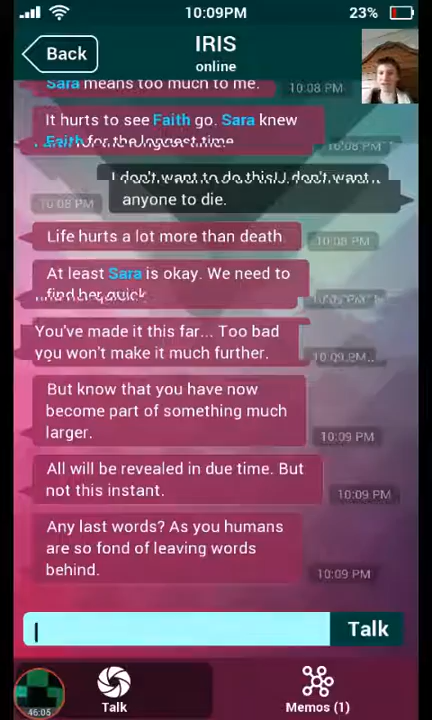 10:09PM
23%
Back
IRIS
online
Sara means too much to me.
10:08 PM
It hurts to see Faith go. Sara knew
Faith for the longest time
10:08 PM
I don't want to do this! I don't want
anyone to die.
10:08 PM
Life hurts a lot more than death
10:08 PM
At least Sara is okay. We need to
find her quick
You've made it this far... Too bad
you won't make it much further.
10:09 PM
But know that you have now
become part of something much
larger.
10:09 PM
All will be revealed in due time. But
not this instant.
10:09 PM
Any last words? As you humans
are so fond of leaving words
behind.
10:09 PM
Talk
46:05
Talk
Memos (1)